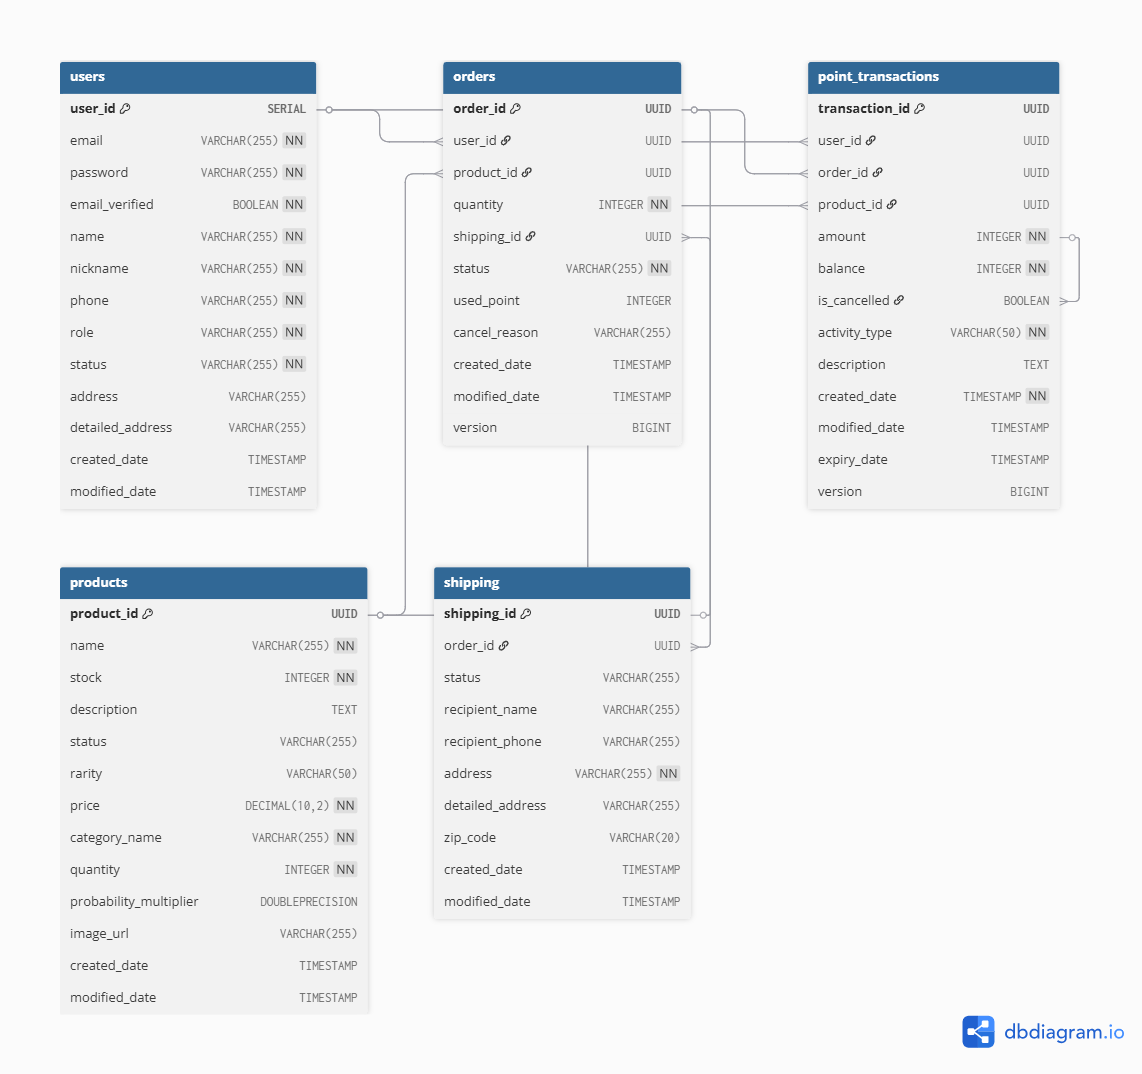 users
user_id SERIAL
email VARCHAR(255) NN
password VARCHAR(255) NN
email_verified BOOLEAN NN
name VARCHAR(255) NN
nickname VARCHAR(255) NN
phone VARCHAR(255) NN
role VARCHAR(255) NN
status VARCHAR(255) NN
address VARCHAR(255)
detailed_address VARCHAR(255)
created_date TIMESTAMP
modified_date TIMESTAMP
orders
order_id UUID
user_id UUID
product_id UUID
quantity INTEGER NN
shipping_id UUID
status VARCHAR(255) NN
used_point INTEGER
cancel_reason VARCHAR(255)
created_date TIMESTAMP
modified_date TIMESTAMP
version BIGINT
point_transactions
transaction_id UUID
user_id UUID
order_id UUID
product_id UUID
amount INTEGER NN
balance INTEGER NN
is_cancelled BOOLEAN
activity_type VARCHAR(50) NN
description TEXT
created_date TIMESTAMP NN
modified_date TIMESTAMP
expiry_date TIMESTAMP
version BIGINT
products
product_id UUID
name VARCHAR(255) NN
stock INTEGER NN
description TEXT
status VARCHAR(255)
rarity VARCHAR(50)
price DECIMAL(10,2) NN
category_name VARCHAR(255) NN
quantity INTEGER NN
probability_multiplier DOUBLEPRECISION
image_url VARCHAR(255)
created_date TIMESTAMP
modified_date TIMESTAMP
shipping
shipping_id UUID
order_id UUID
status VARCHAR(255)
recipient_name VARCHAR(255)
recipient_phone VARCHAR(255)
address VARCHAR(255) NN
detailed_address VARCHAR(255)
zip_code VARCHAR(20)
created_date TIMESTAMP
modified_date TIMESTAMP
dbdiagram.io